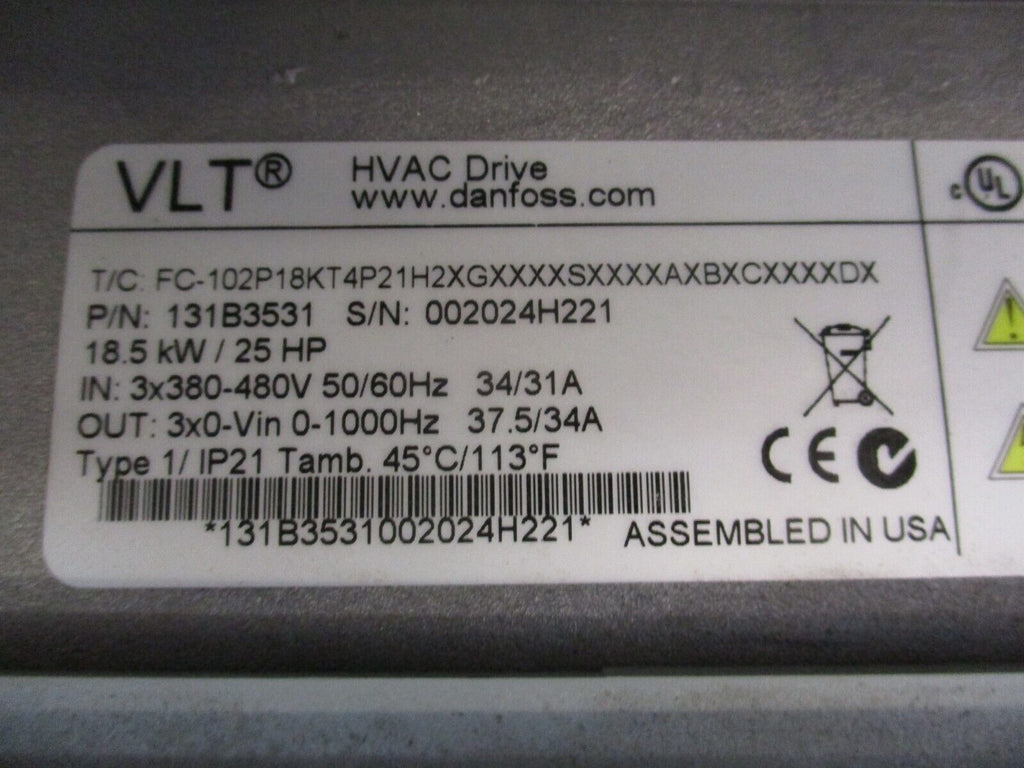 VLT® HVAC Drive
www.danfoss.com
c UL
T/C: FC-102P18KT4P21H2XGXXXXSXXXXAXBXCXXXXDX
P/N: 131B3531 S/N: 002024H221
18.5 kW / 25 HP
IN: 3x380-480V 50/60Hz 34/31A
OUT: 3x0-Vin 0-1000Hz 37.5/34A
Type 1/ IP21 Tamb. 45°C/113°F
CE
*131B3531002024H221* ASSEMBLED IN USA